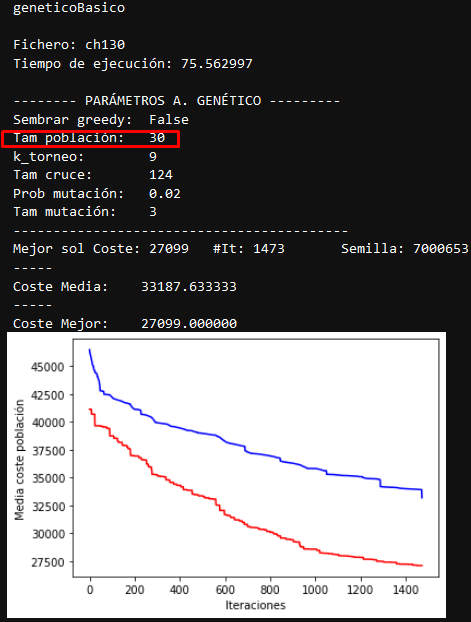 geneticoBasico
Fichero: ch130
Tiempo de ejecución: 75.562997
-------- PARÁMETROS A. GENÉTICO ---------
Sembrar greedy: False
Tam población: 30
k_torneo: 9
Tam cruce: 124
Prob mutación: 0.02
Tam mutación: 3
-----------------------------------------
Mejor sol Coste: 27099 #It: 1473 Semilla: 7000653
-----
Coste Media: 33187.633333
-----
Coste Mejor: 27099.000000
Media coste población
45000
42500
40000
37500
35000
32500
30000
27500
0 200 400 600 800 1000 1200 1400
Iteraciones